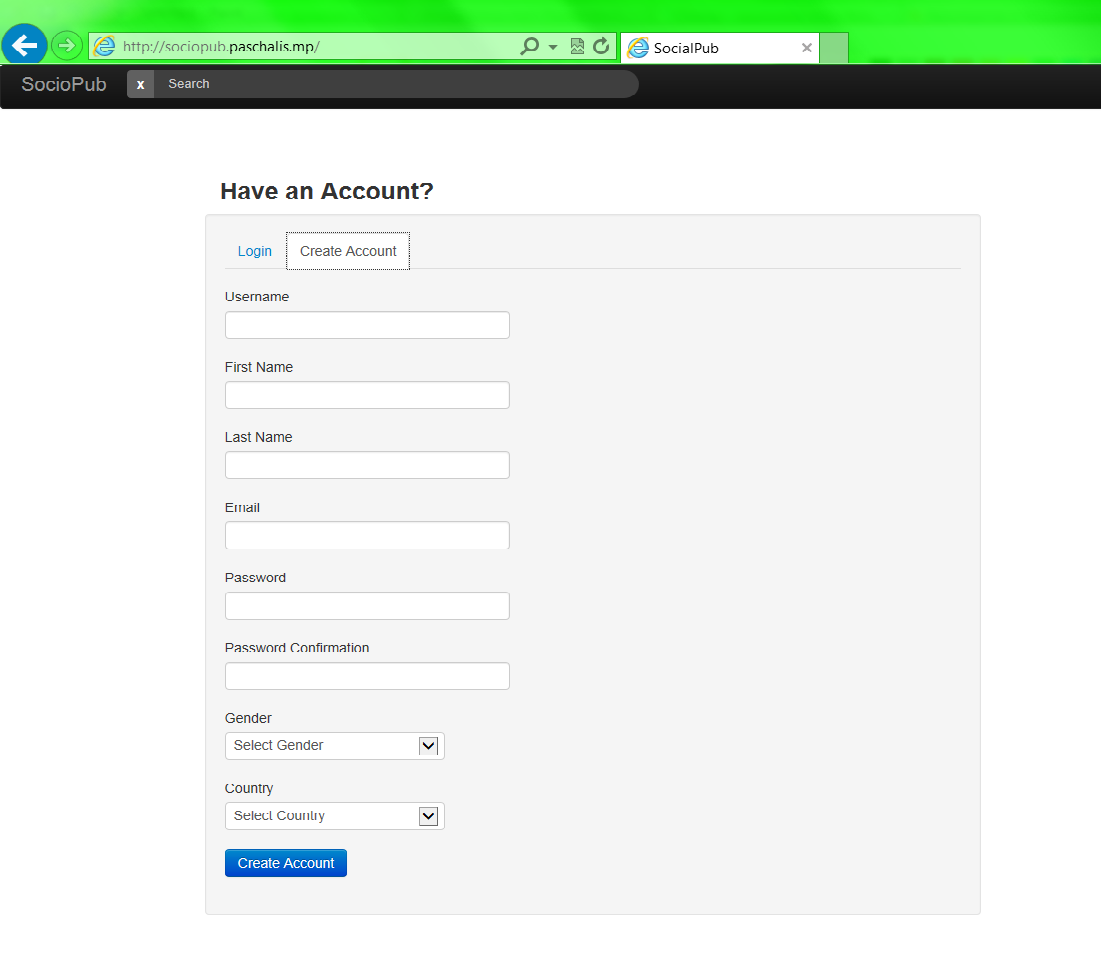 http://sociopub.paschalis.mp/
SocialPub
SocioPub x Search
Have an Account?
Login Create Account
Username
First Name
Last Name
Email
Password
Password Confirmation
Gender
Select Gender
Country
Select Country
Create Account